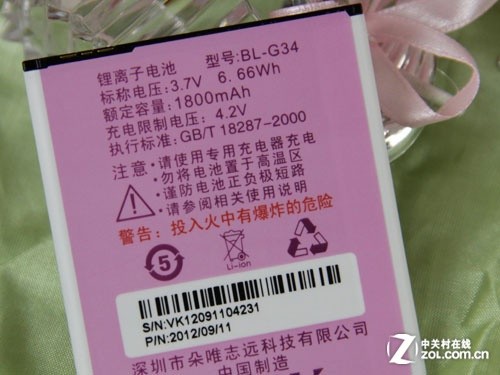 锂离子电池 型号:BL-G34
标称电压:3.7V 6.66Wh
额定容量:1800mAh
充电限制电压:4.2V
执行标准:GB/T 18287-2000
注意:·请使用专用充电器充电
·勿将电池置于高温区
·谨防电池正负极短路
·请参阅相关使用说明
警告:投入火中有爆炸的危险
5
Li-ion
S/N:VK12091104231
P/N:2012/09/11
深圳市朵唯志远科技有限公司
中国制造
Z 中关村在线
zol.com.cn